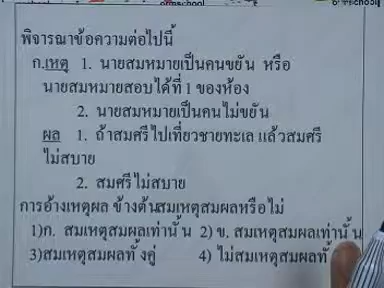 พิจารณาข้อความต่อไปนี้
ก.เหตุ 1. นายสมหมายเป็นคนขยัน หรือ
นายสมหมายสอบได้ที่ 1 ของห้อง
2. นายสมหมายเป็นคนไม่ขยัน
ผล 1. ถ้าสมศรีไปเที่ยวชายทะเล แล้วสมศรี
ไม่สบาย
2. สมศรีไม่สบาย
การอ้างเหตุผล ข้างต้นสมเหตุสมผลหรือไม่
1)ก. สมเหตุสมผลเท่านั้น 2) ข. สมเหตุสมผลเท่านั้น
3)สมเหตุสมผลทั้งคู่ 4) ไม่สมเหตุสมผล